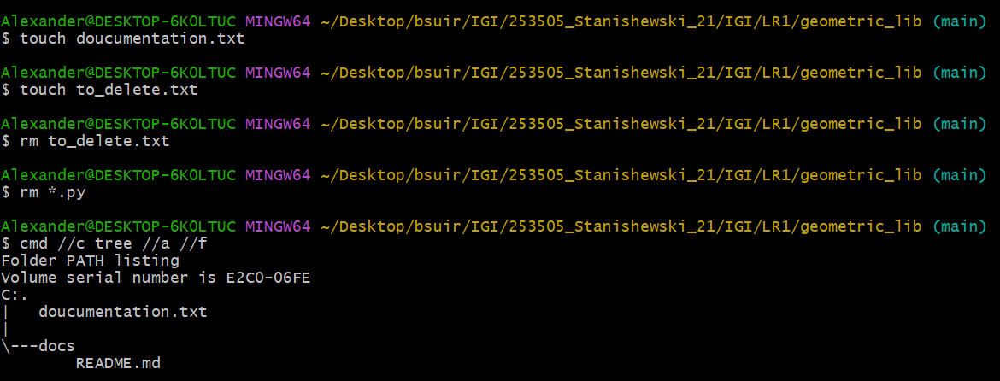 Alexander@DESKTOP-6K0LTUC MINGW64 ~/Desktop/bsuir/IGI/253505_Stanishewski_21/IGI/LR1/geometric_lib (main)
$ touch doucumentation.txt
Alexander@DESKTOP-6K0LTUC MINGW64 ~/Desktop/bsuir/IGI/253505_Stanishewski_21/IGI/LR1/geometric_lib (main)
$ touch to_delete.txt
Alexander@DESKTOP-6K0LTUC MINGW64 ~/Desktop/bsuir/IGI/253505_Stanishewski_21/IGI/LR1/geometric_lib (main)
$ rm to_delete.txt
Alexander@DESKTOP-6K0LTUC MINGW64 ~/Desktop/bsuir/IGI/253505_Stanishewski_21/IGI/LR1/geometric_lib (main)
$ rm *.py
Alexander@DESKTOP-6K0LTUC MINGW64 ~/Desktop/bsuir/IGI/253505_Stanishewski_21/IGI/LR1/geometric_lib (main)
$ cmd //c tree //a //f
Folder PATH listing
Volume serial number is E2C0-06FE
C:.
|   doucumentation.txt
|
\---docs
        README.md